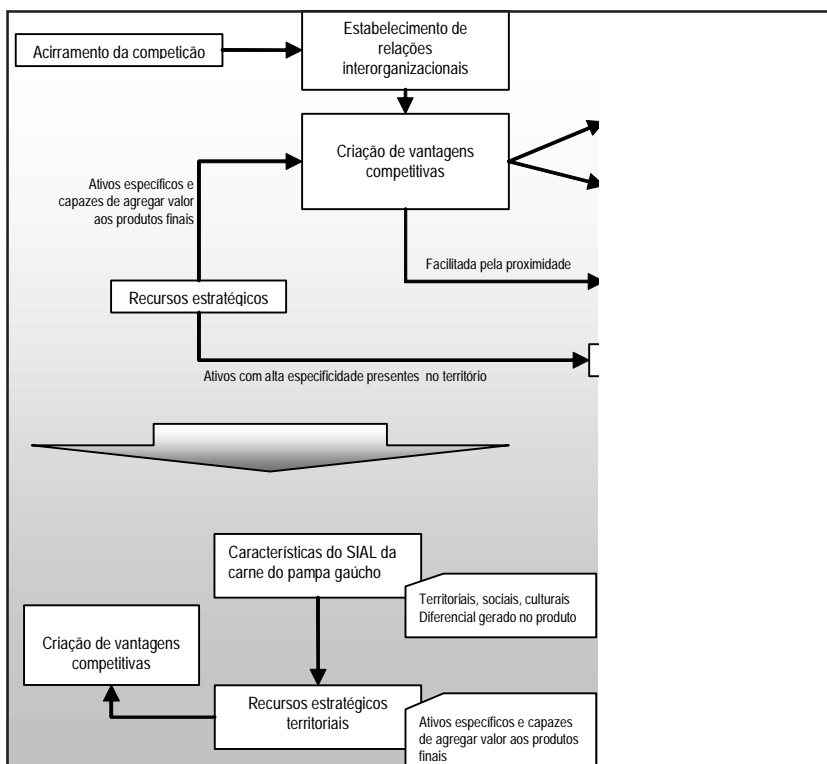 Estabelecimento de
relações
interorganizacionais
Acirramento da competição
Criação de vantagens
competitivas
Ativos específicos e
capazes de agregar valor
aos produtos finais
Facilitada pela proximidade
Recursos estratégicos
Ativos com alta especificidade presentes no território
Características do SIAL da
carne do pampa gaúcho
Territoriais, sociais, culturais
Diferencial gerado no produto
Criação de vantagens
competitivas
Recursos estratégicos
territoriais
Ativos específicos e capazes
de agregar valor aos produtos
finais